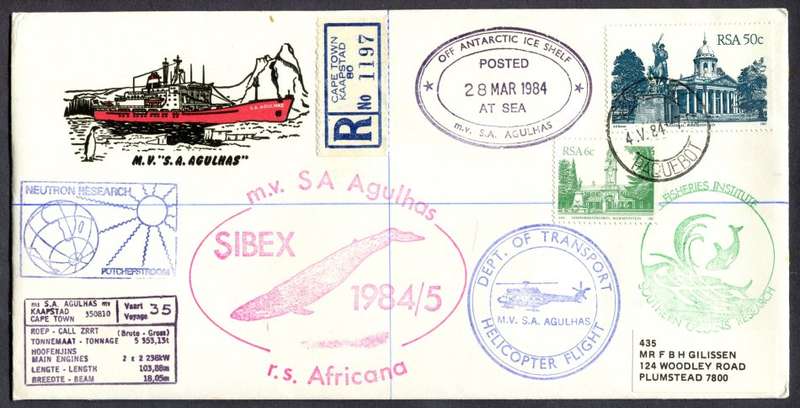 M.V. "S.A. AGULHAS"
S.A. AGULHAS
R
CAPE TOWN
KAAPSTAD
80
No 1197
OFF ANTARCTIC ICE SHELF
POSTED
28 MAR 1984
AT SEA
m.v. S.A. AGULHAS
RSA 50c
RSA 6c
4.V.84
PAQUEBOT
NEUTRON RESEARCH
POTCHEFSTROOM
m.v. SA Agulhas
SIBEX
1984/5
r.s. Africana
DEPT. OF TRANSPORT
M.V. S.A. AGULHAS
HELICOPTER FLIGHT
FISHERIES INSTITUTE
SOUTHERN OCEANS RESEARCH
ms S.A. AGULHAS mv
KAAPSTAD
CAPE TOWN 350810
Vaart
Voyage 35
ROEP - CALL ZRRT (Bruto - Gross)
TONNEMAAT - TONNAGE 5 353,13t
HOOFENJINS
MAIN ENGINES 2 x 2 238kW
LENGTE - LENGTH 103,88m
BREEDTE - BEAM 18,05m
435
MR F B H GILISSEN
124 WOODLEY ROAD
PLUMSTEAD 7800